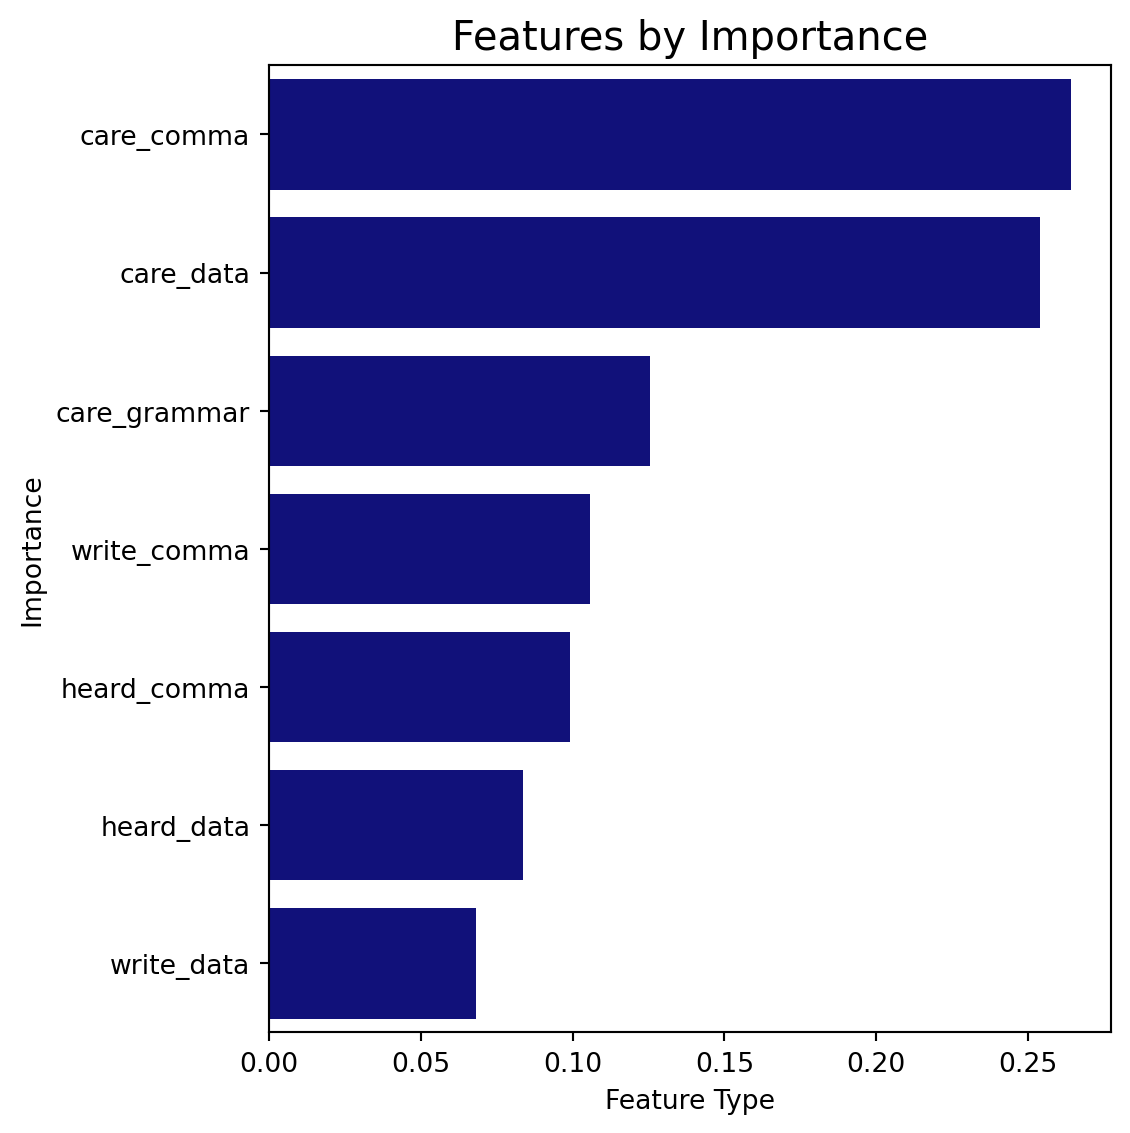 Features by Importance
care_comma
care_data
care_grammar
write_comma
heard_comma
heard_data
write_data
Importance
0.00 0.05 0.10 0.15 0.20 0.25
Feature Type